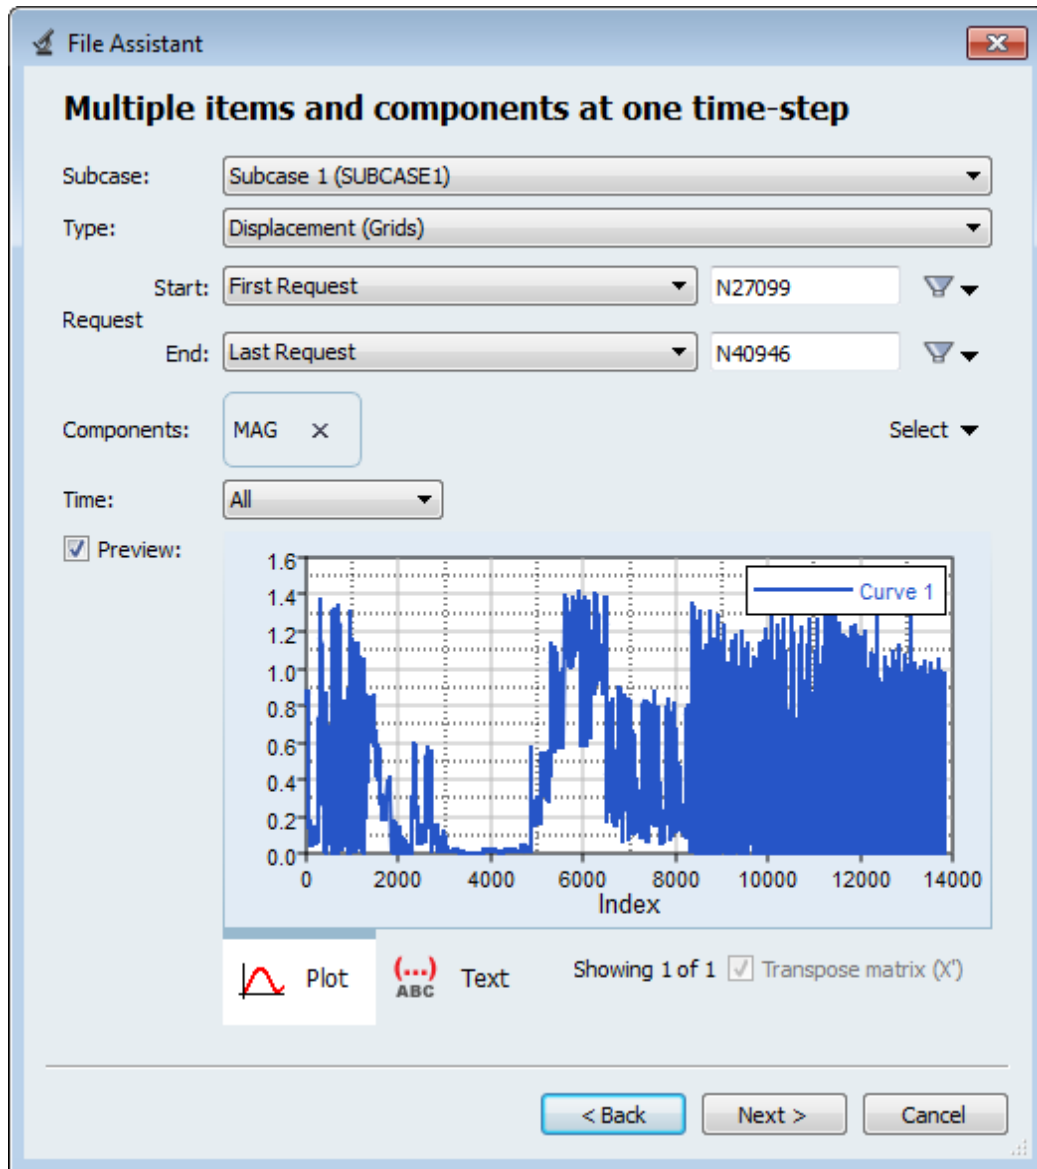 File Assistant
Multiple items and components at one time-step
Subcase: Subcase 1 (SUBCASE1)
Type: Displacement (Grids)
Start: First Request N27099
Request
End: Last Request N40946
Components: MAG × Select
Time: All
Preview:
1.6
Curve 1
1.4
1.2
1.0
0.8
0.6
0.4
0.2
0.0
0 2000 4000 6000 8000 10000 12000 14000
Index
Plot (...) ABC Text Showing 1 of 1 Transpose matrix (X')
< Back Next > Cancel